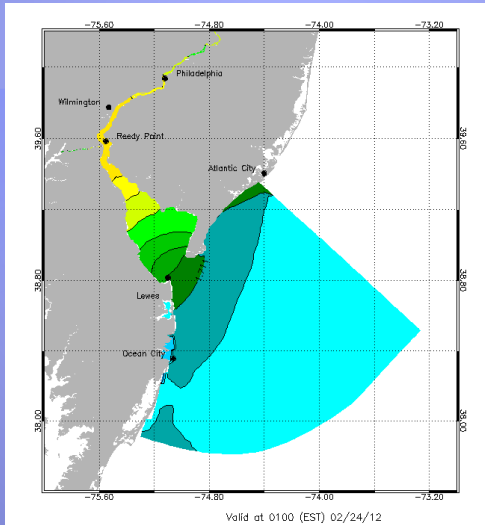 −75.60 −74.80 −74.00 −73.20
Philadelphia
Wilmington
Reedy Point
39.60 39.60
Atlantic City
38.80 38.80
Lewes
Ocean City
38.00 38.00
−75.60 −74.80 −74.00 −73.20
Valid at 0100 (EST) 02/24/12